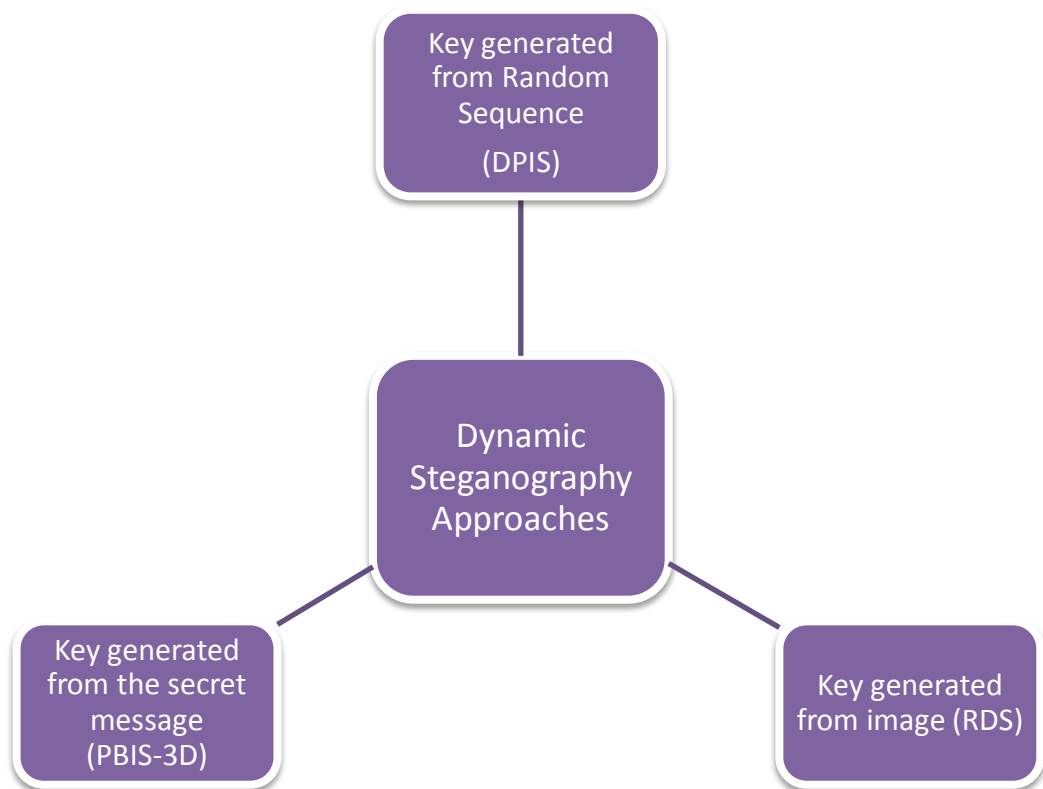 Key generated
from Random
Sequence
(DPIS)
Dynamic
Steganography
Approaches
Key generated
from the secret
message
(PBIS-3D)
Key generated
from image (RDS)